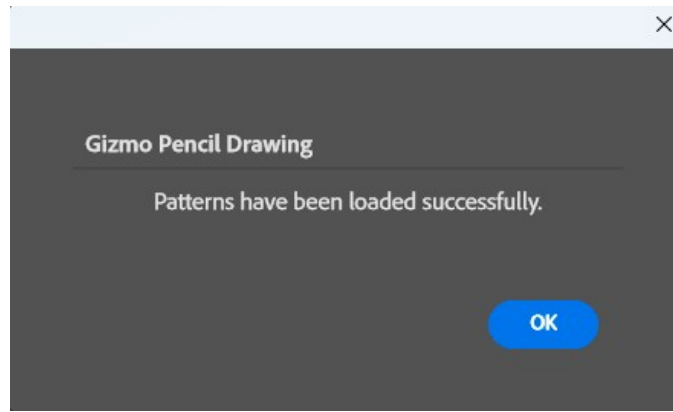 Gizmo Pencil Drawing
Patterns have been loaded successfully.
OK